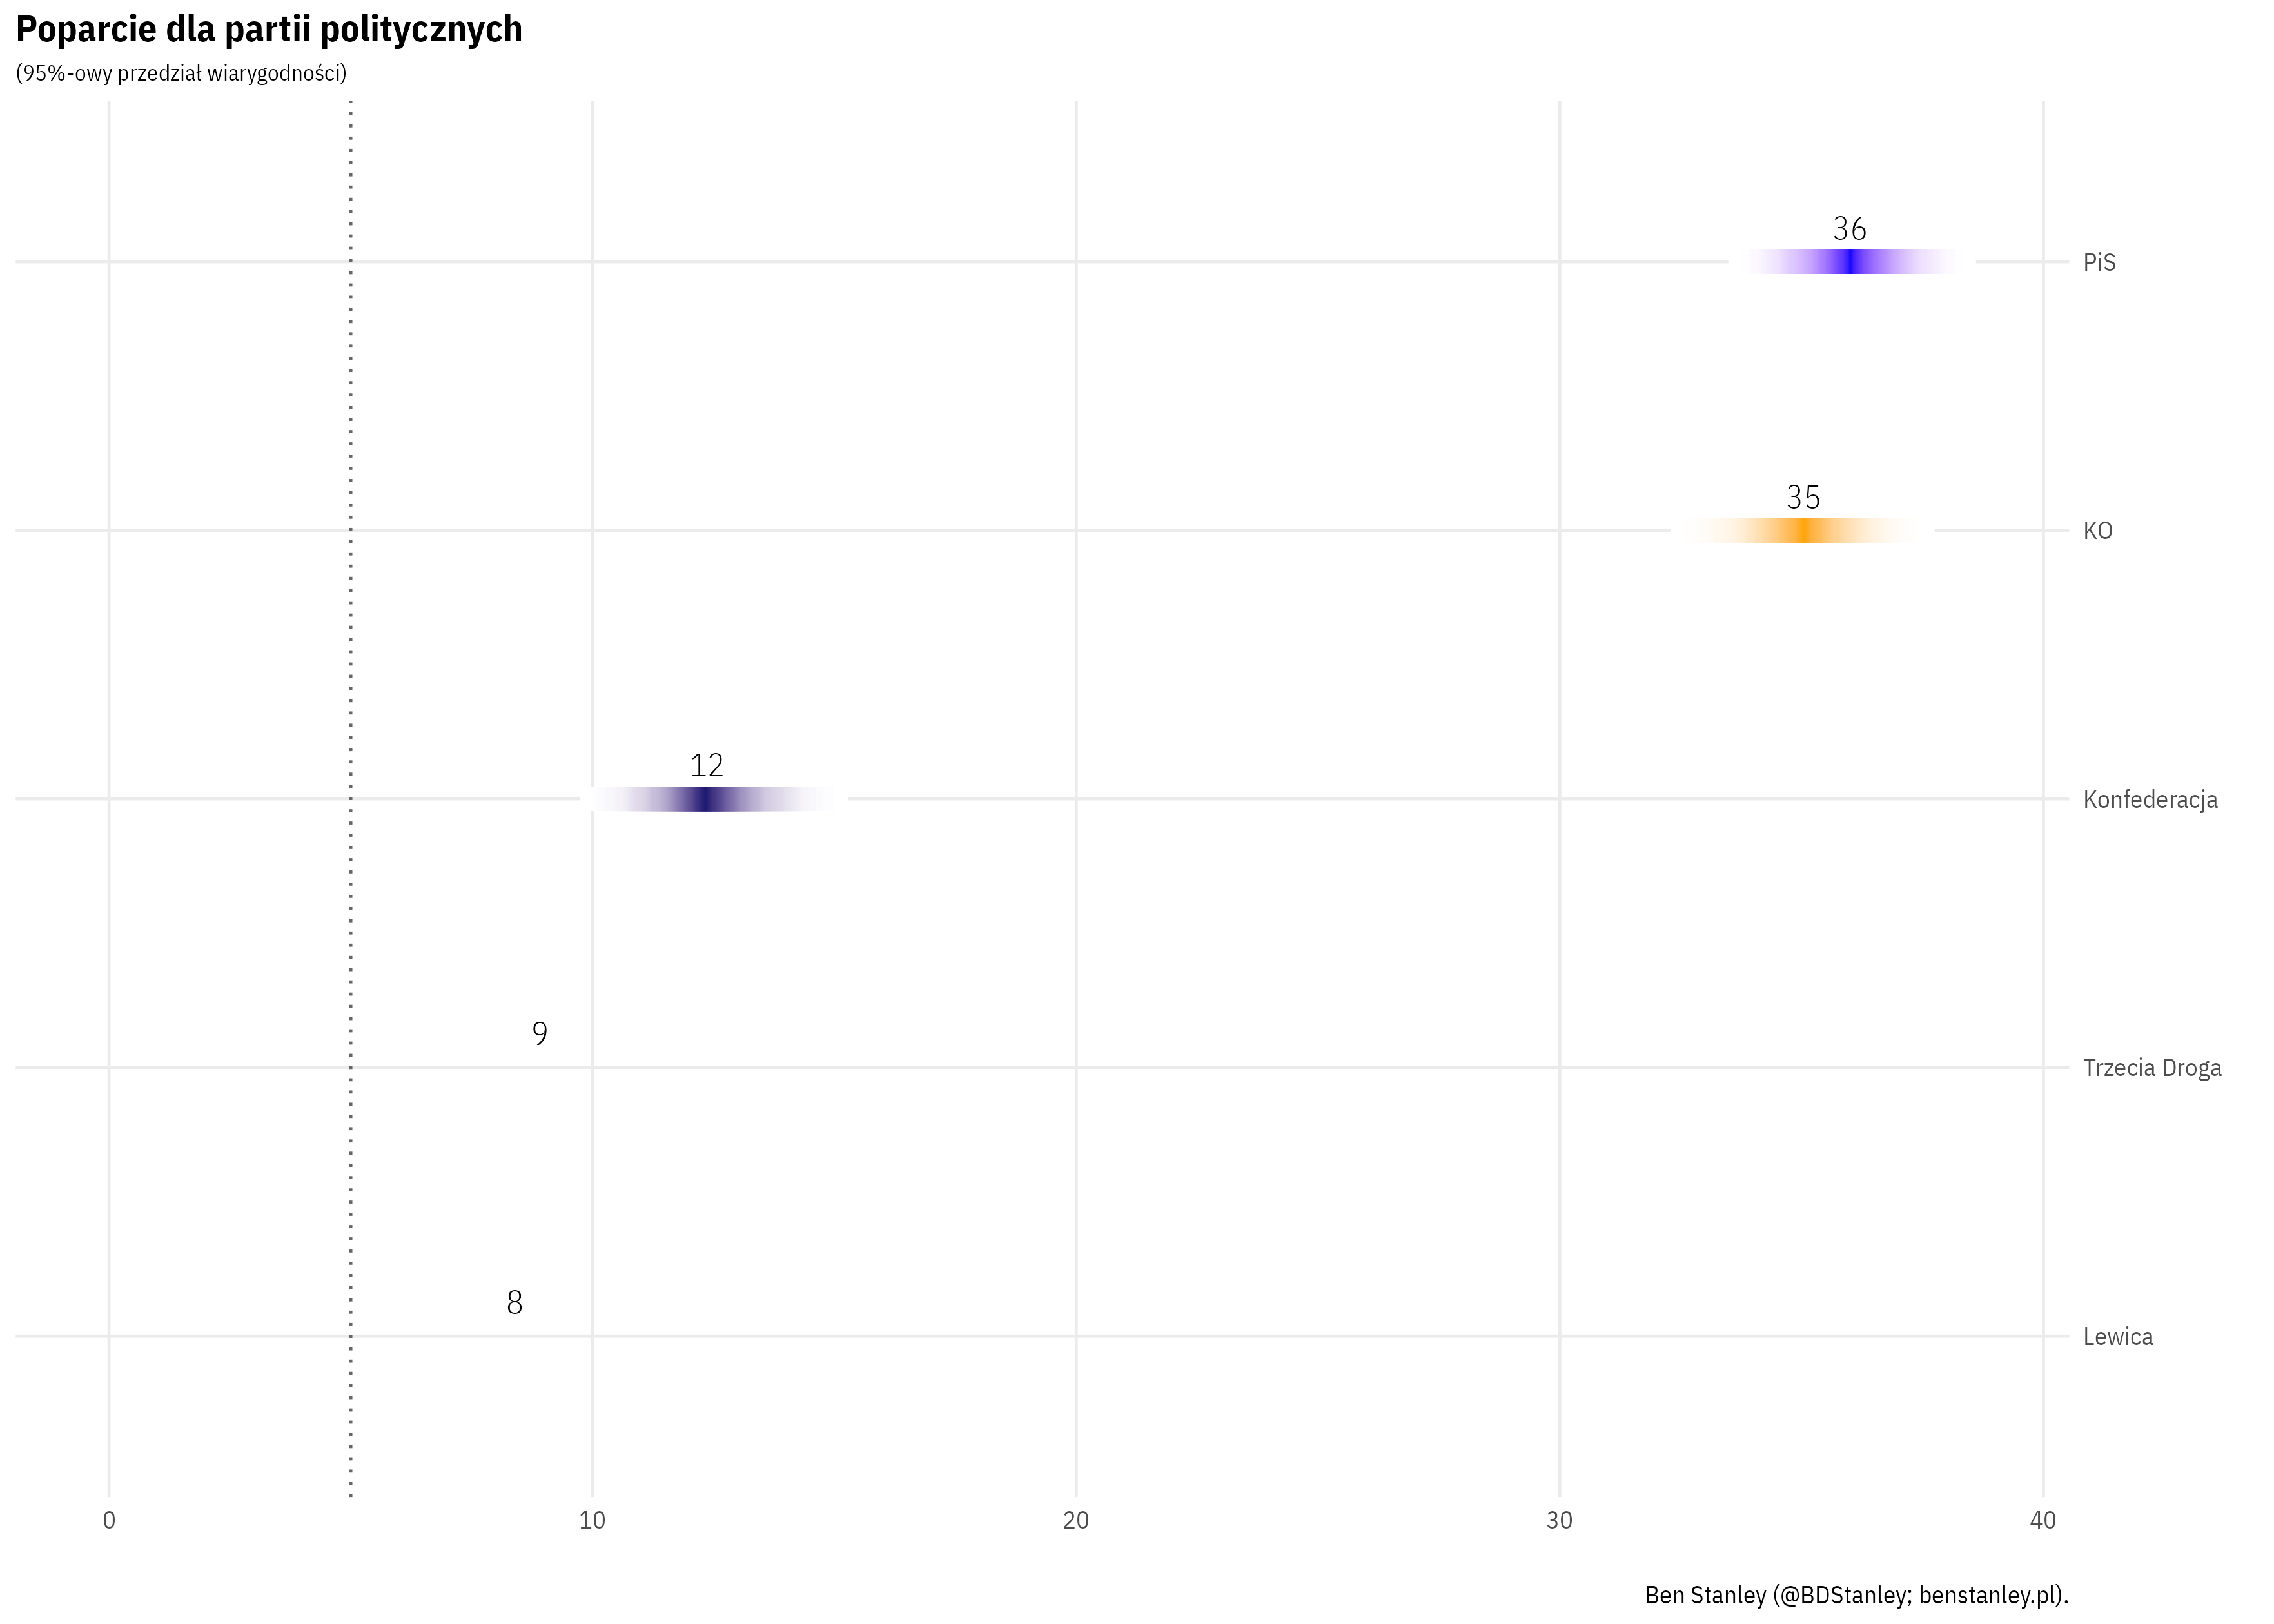 Poparcie dla partii politycznych
(95%-owy przedział wiarygodności)
36
PiS
35
KO
12
Konfederacja
9
Trzecia Droga
8
Lewica
0 10 20 30 40
Ben Stanley (@BDStanley; benstanley.pl).